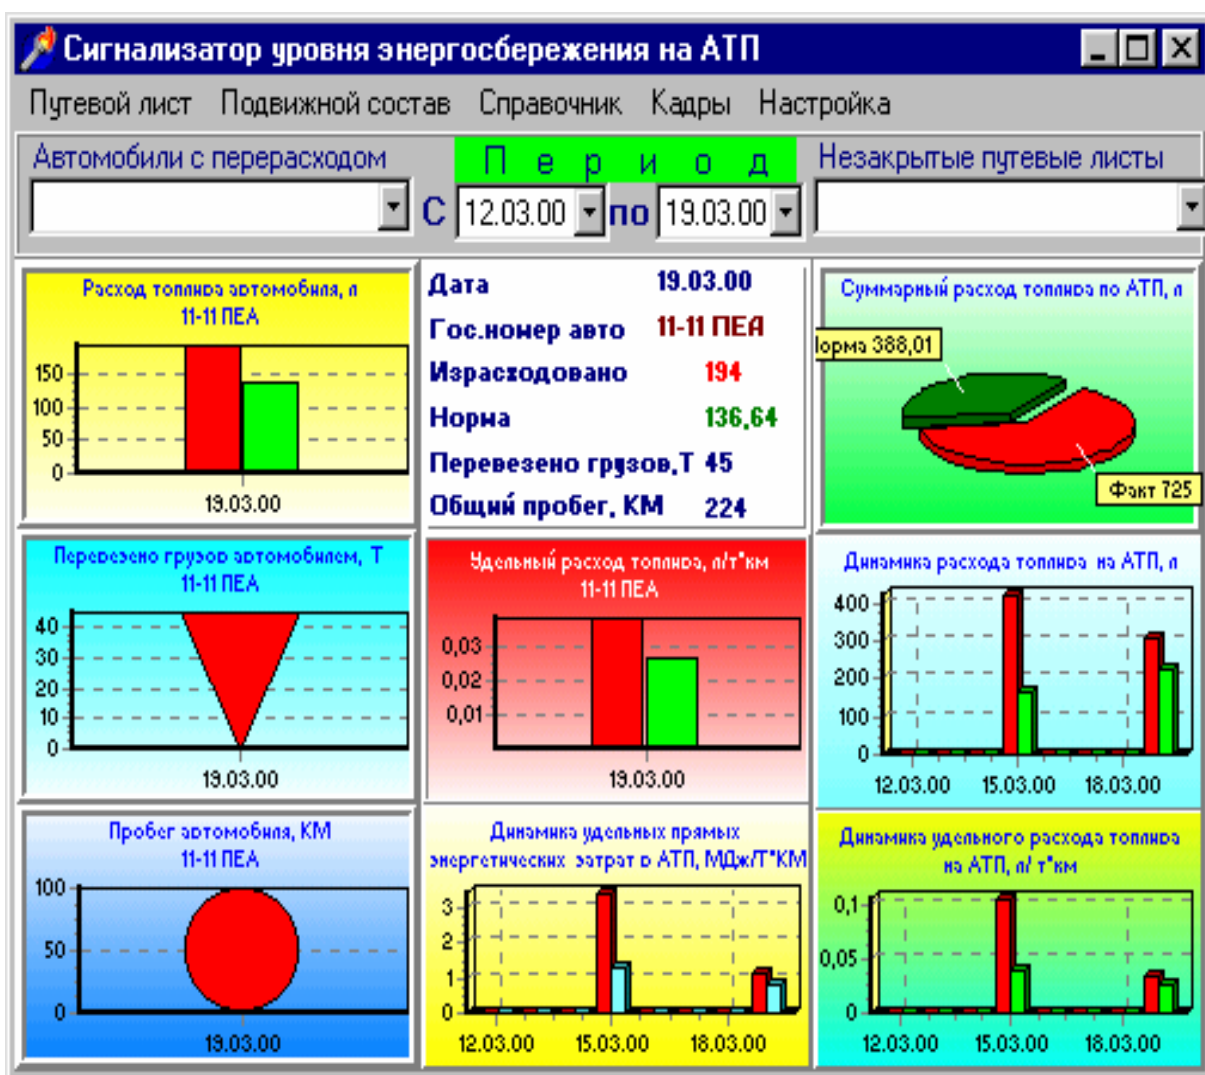 Сигнализатор уровня энергосбережения на АТП
Путевой лист Подвижной состав Справочник Кадры Настройка
Автомобили с перерасходом
П е р и о д
Незакрытые путевые листы
С 12.03.00 по 19.03.00
Расход топлива автомобиля, л
11-11 ПЕА
150
100
50
0
19.03.00
Дата 19.03.00
Гос.номер авто 11-11 ПЕА
Израсходовано 194
Норма 136,64
Перевезено грузов,Т 45
Общий пробег, КМ 224
Суммарный расход топлива по АТП, л
Іорма 388,01
Факт 725
Перевезено грузов автомобилем, Т
11-11 ПЕА
40
30
20
10
0
19.03.00
Удельный расход топлива, л/т*км
11-11 ПЕА
0,03
0,02
0,01
19.03.00
Динамика расхода топлива на АТП, л
400
300
200
100
0
12.03.00 15.03.00 18.03.00
Пробег автомобиля, КМ
11-11 ПЕА
100
50
0
19.03.00
Динамика удельных прямых
энергетических затрат в АТП, МДж/Т*КМ
3
2
1
0
12.03.00 15.03.00 18.03.00
Динамика удельного расхода топлива
на АТП, л/ т*км
0,1
0,05
0
12.03.00 15.03.00 18.03.00